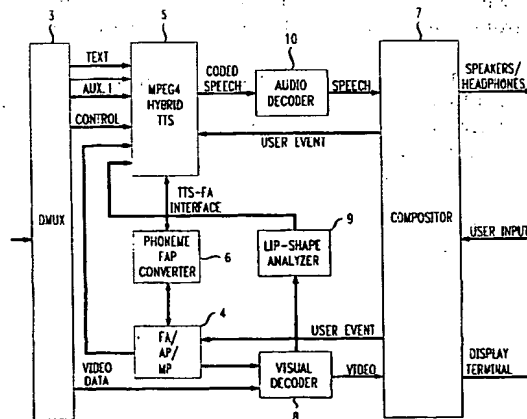 3
5
10
7
TEXT
AUX. I
CONTROL
MPEG4
HYBRID
TTS
CODED
SPEECH
AUDIO
DECODER
SPEECH
SPEAKERS/
HEADPHONES
USER EVENT
DMUX
TTS-FA
INTERFACE
9
COMPOSITOR
PHONEME
FAP
CONVERTER
6
LIP-SHAPE
ANALYZER
USER INPUT
4
FA/
AP/
MP
USER EVENT
DISPLAY
TERMINAL
VIDEO
DATA
VISUAL
DECODER
VIDEO
8